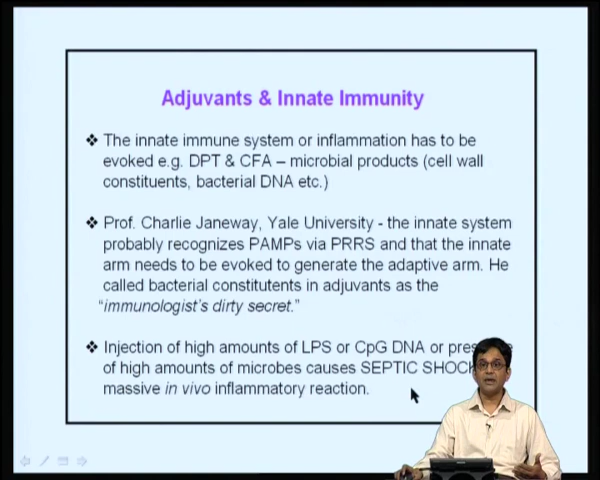 Adjuvants & Innate Immunity
❖ The innate immune system or inflammation has to be
evoked e.g. DPT & CFA – microbial products (cell wall
constituents, bacterial DNA etc.)
❖ Prof. Charlie Janeway, Yale University - the innate system
probably recognizes PAMPs via PRRS and that the innate
arm needs to be evoked to generate the adaptive arm. He
called bacterial constitutents in adjuvants as the
“immunologist’s dirty secret.”
❖ Injection of high amounts of LPS or CpG DNA or
of high amounts of microbes causes SEPTIC
massive in vivo inflammatory reaction.